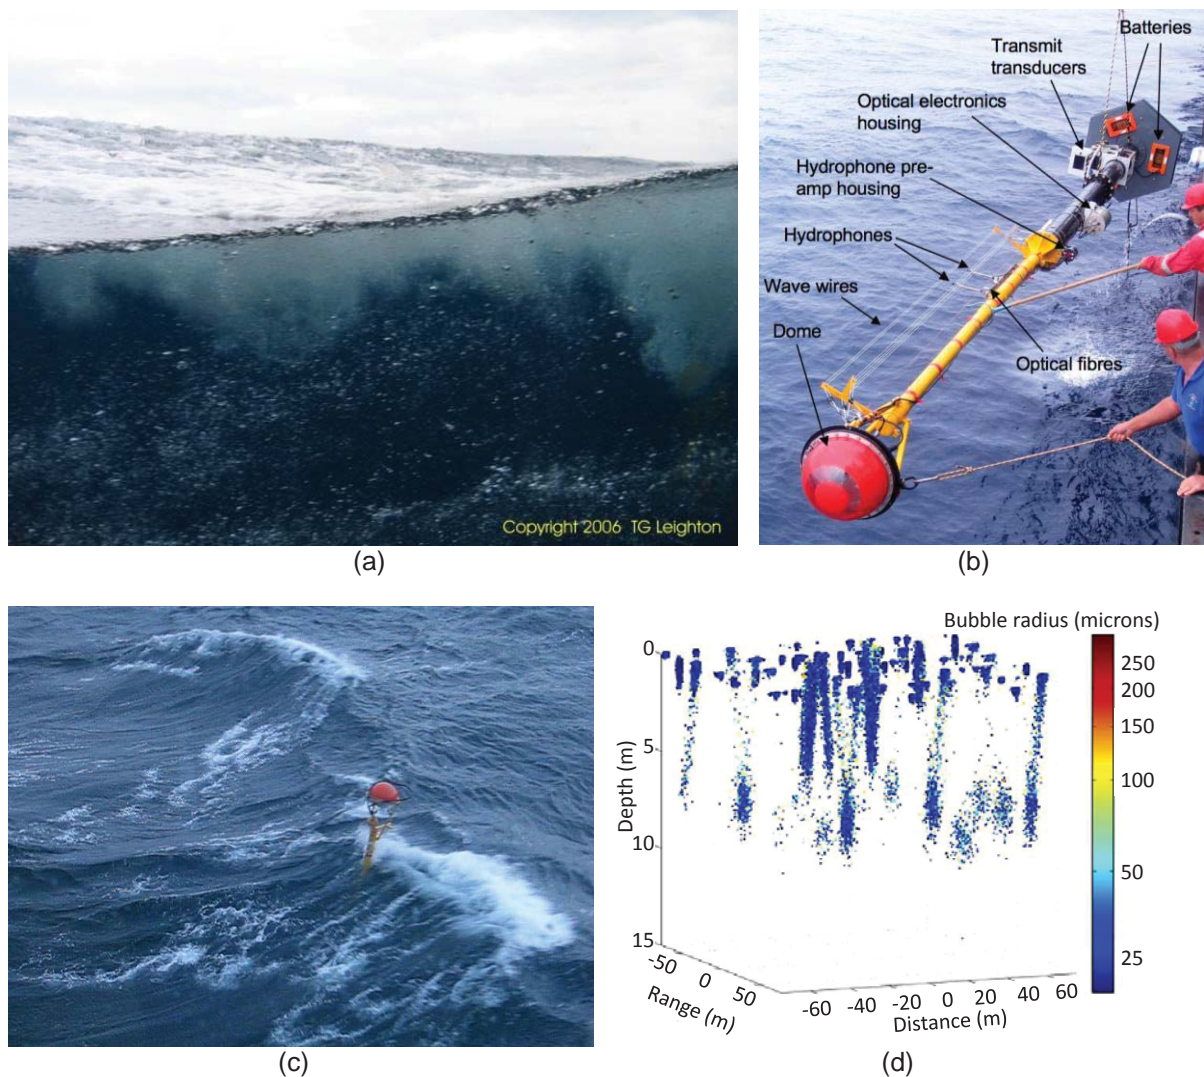 Copyright 2006 TG Leighton
(a)
Batteries
Transmit
transducers
Optical electronics
housing
Hydrophone pre-
amp housing
Hydrophones
Wave wires
Dome
Optical fibres
(b)
(c)
Bubble radius (microns)
0
5
10
15
Depth (m)
-50
0
50
Range (m)
-60
-40
-20
0
20
40
60
Distance (m)
250
200
150
100
50
25
(d)